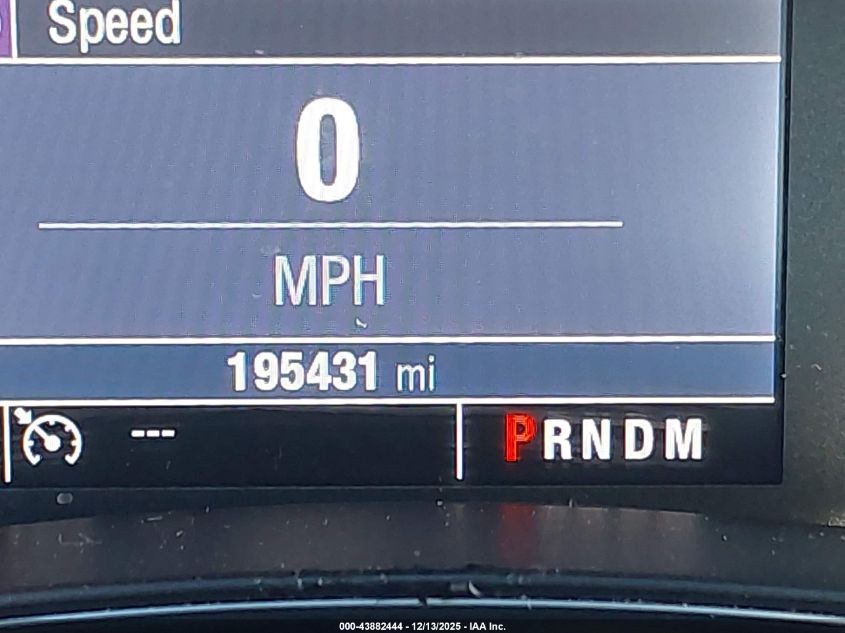 Speed
0
MPH
195431 mi
--- PRNDM
000-43882444 - 12/13/2025 - IAA Inc.